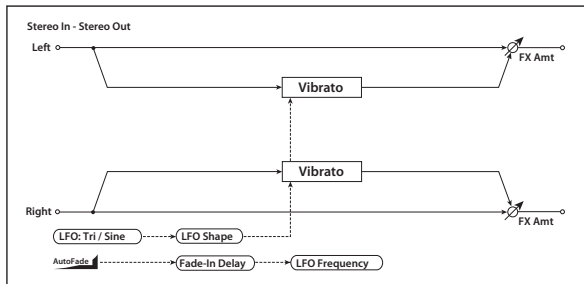 Stereo In - Stereo Out
Left
FX Amt
Vibrato
Vibrato
Right
FX Amt
LFO: Tri / Sine
LFO Shape
AutoFade
Fade-In Delay
LFO Frequency